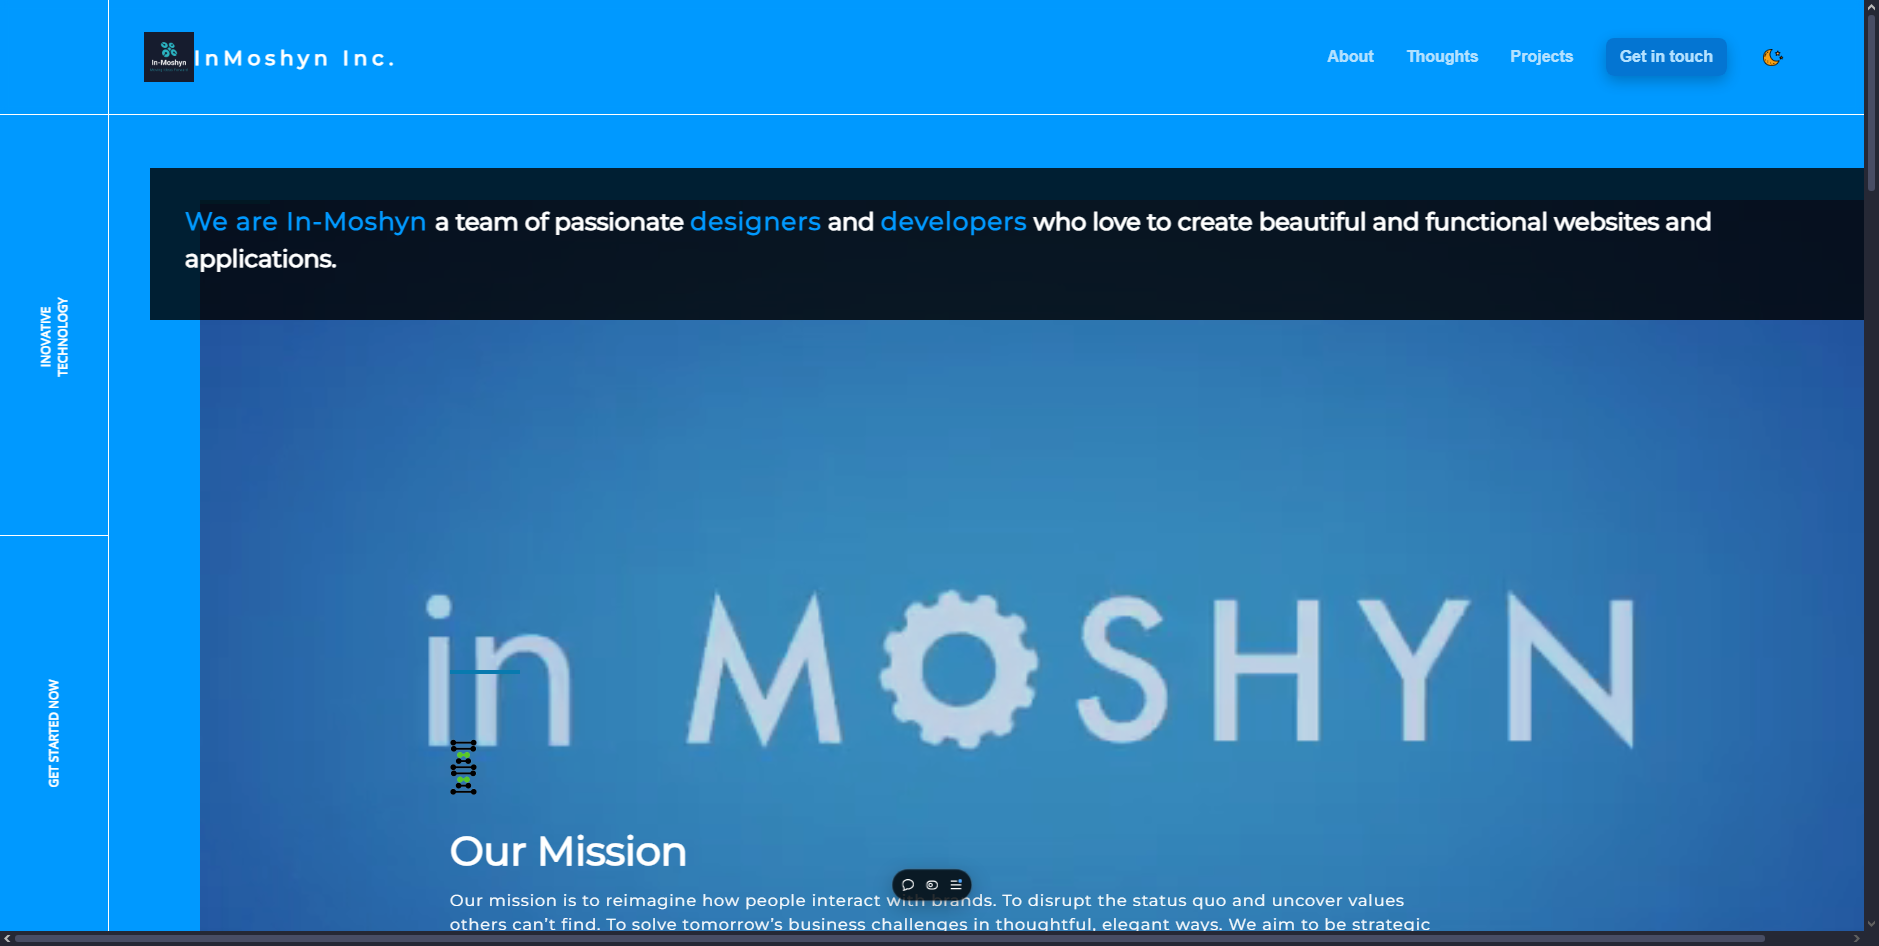 In-Moshyn
InMoshyn Inc.
About
Thoughts
Projects
Get in touch
We are In-Moshyn a team of passionate designers and developers who love to create beautiful and functional websites and
applications.
INOVATIVE
TECHNOLOGY
GET STARTED NOW
in MOSHYN
Our Mission
Our mission is to reimagine how people interact with brands. To disrupt the status quo and uncover values
others can’t find. To solve tomorrow’s business challenges in thoughtful, elegant ways. We aim to be strategic